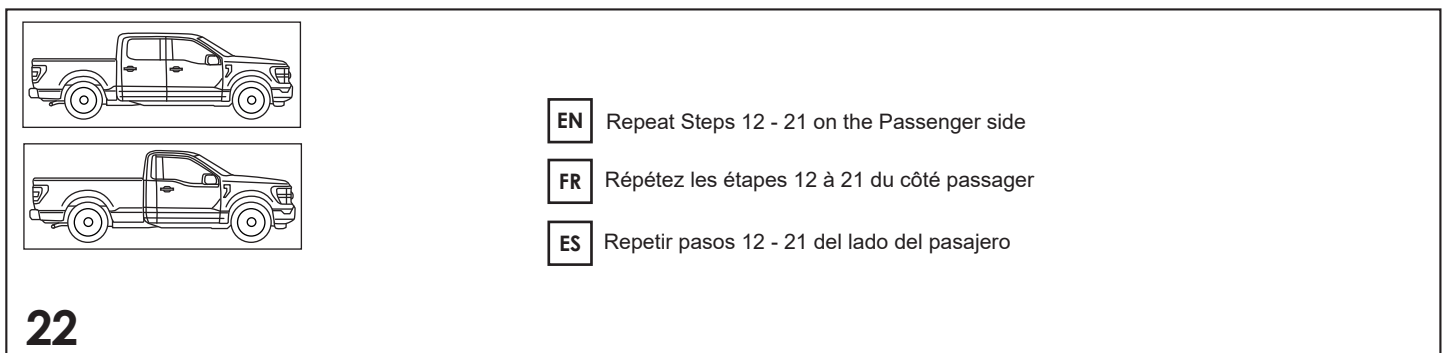 EN Repeat Steps 12 - 21 on the Passenger side
FR Répétez les étapes 12 à 21 du côté passager
ES Repetir pasos 12 - 21 del lado del pasajero
22